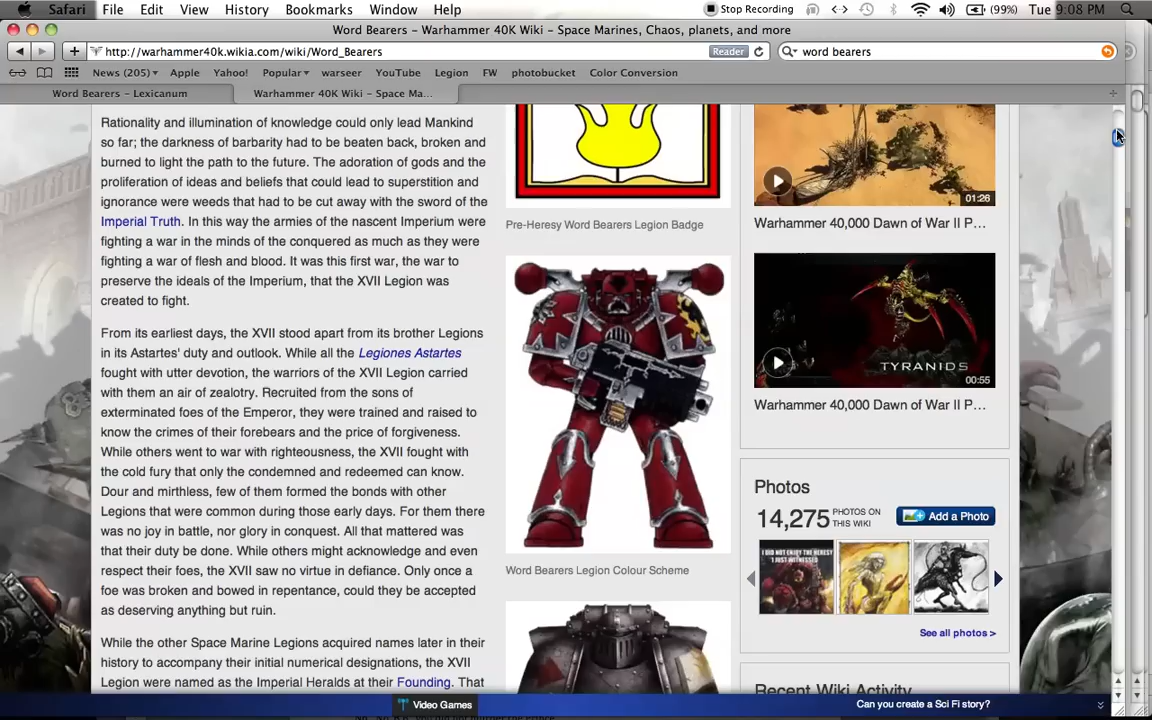 Safari File Edit View History Bookmarks Window Help Stop Recording (99%) Tue 9:08 PM
Word Bearers – Warhammer 40K Wiki – Space Marines, Chaos, planets, and more
http://warhammer40k.wikia.com/wiki/Word_Bearers Reader word bearers
News (205) Apple Yahoo! Popular warseer YouTube Legion FW photobucket Color Conversion
Word Bearers – Lexicanum Warhammer 40K Wiki – Space Ma...
Rationality and illumination of knowledge could only lead Mankind
so far; the darkness of barbarity had to be beaten back, broken and
burned to light the path to the future. The adoration of gods and the
proliferation of ideas and beliefs that could lead to superstition and
ignorance were weeds that had to be cut away with the sword of the
Imperial Truth. In this way the armies of the nascent Imperium were
fighting a war in the minds of the conquered as much as they were
fighting a war of flesh and blood. It was this first war, the war to
preserve the ideals of the Imperium, that the XVII Legion was
created to fight.
From its earliest days, the XVII stood apart from its brother Legions
in its Astartes' duty and outlook. While all the Legiones Astartes
fought with utter devotion, the warriors of the XVII Legion carried
with them an air of zealotry. Recruited from the sons of
exterminated foes of the Emperor, they were trained and raised to
know the crimes of their forebears and the price of forgiveness.
While others went to war with righteousness, the XVII fought with
the cold fury that only the condemned and redeemed can know.
Dour and mirthless, few of them formed the bonds with other
Legions that were common during those early days. For them there
was no joy in battle, nor glory in conquest. All that mattered was
that their duty be done. While others might acknowledge and even
respect their foes, the XVII saw no virtue in defiance. Only once a
foe was broken and bowed in repentance, could they be accepted
as deserving anything but ruin.
While the other Space Marine Legions acquired names later in their
history to accompany their initial numerical designations, the XVII
Legion were named as the Imperial Heralds at their Founding. That
Pre-Heresy Word Bearers Legion Badge
Word Bearers Legion Colour Scheme
01:26
Warhammer 40,000 Dawn of War II P...
TYRANIDS
00:55
Warhammer 40,000 Dawn of War II P...
Photos
14,275 PHOTOS ON THIS WIKI Add a Photo
I DID NOT ENJOY THE HERESY
I JUST WITNESSED
See all photos >
Recent Wiki Activity
Video Games Can you create a Sci Fi story?